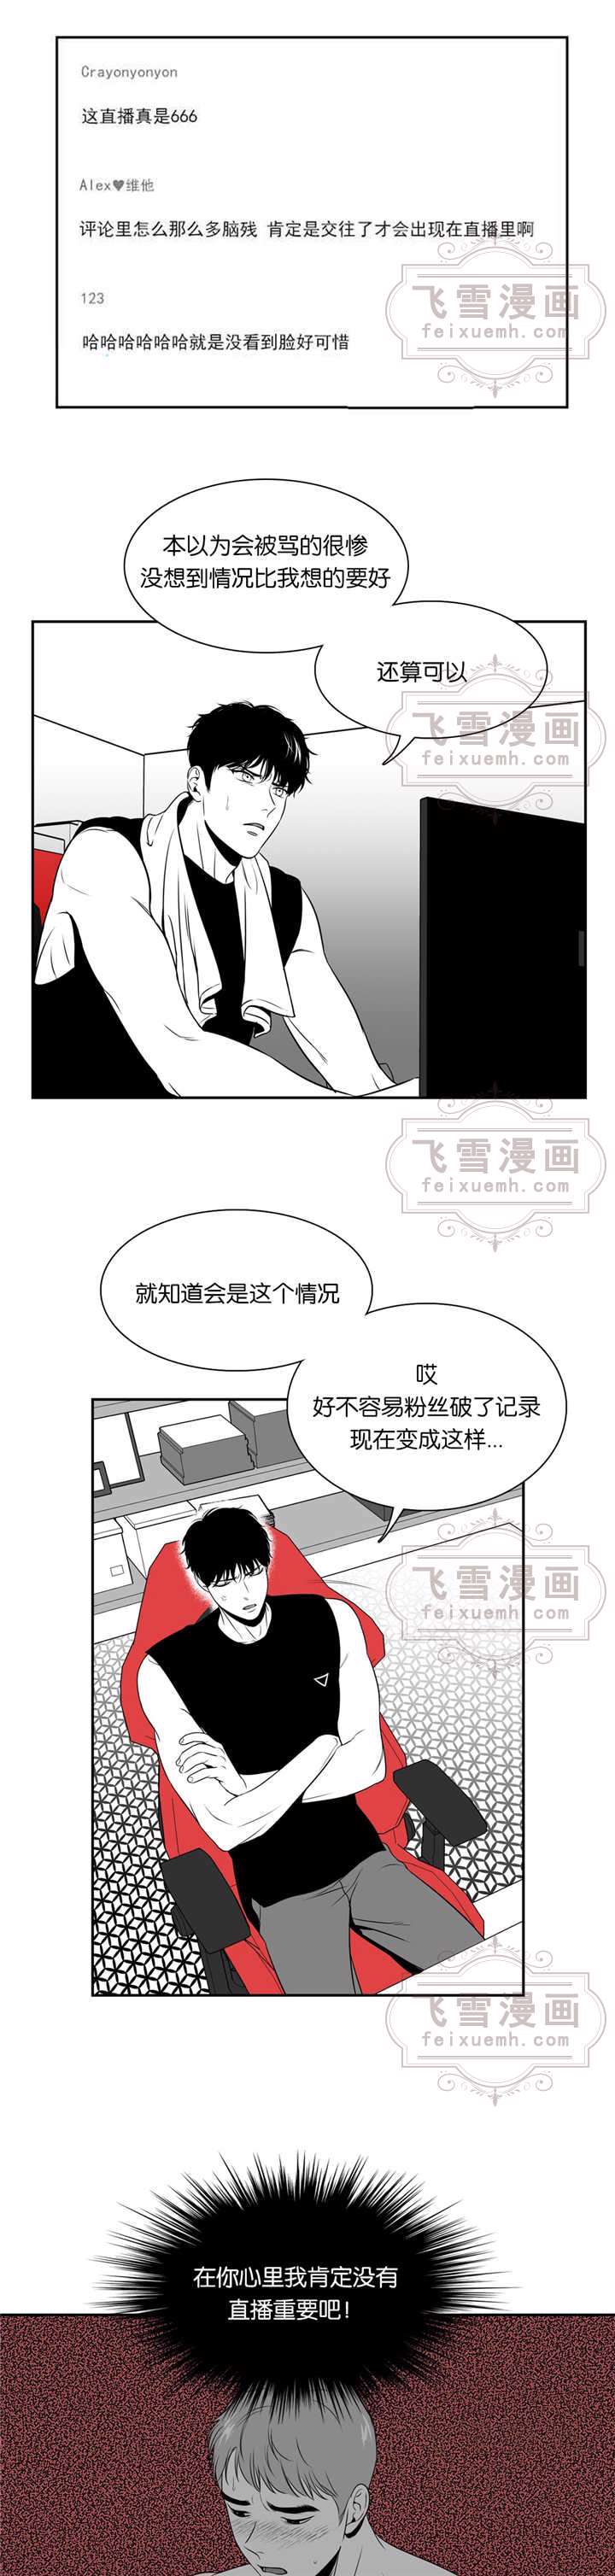 Crayonyonyon
这直播真是666
Alex♥维他
评论里怎么那么多脑残 肯定是交往了才会出现在直播里啊
123
哈哈哈哈哈哈就是没看到脸好可惜
飞雪漫画
feixuemh.com
本以为会被骂的很惨
没想到情况比我想的要好
还算可以
飞雪漫画
feixuemh.com
飞雪漫画
feixuemh.com
就知道会是这个情况
哎
好不容易粉丝破了记录
现在变成这样...
飞雪漫画
feixuemh.com
飞雪漫画
feixuemh.com
在你心里我肯定没有
直播重要吧!